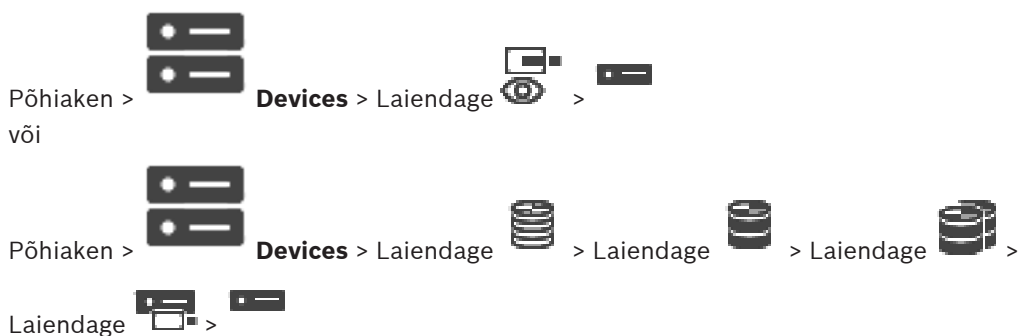 Põhiaken > Devices > Laiendage >
või
Põhiaken > Devices > Laiendage > Laiendage > Laiendage >
Laiendage >